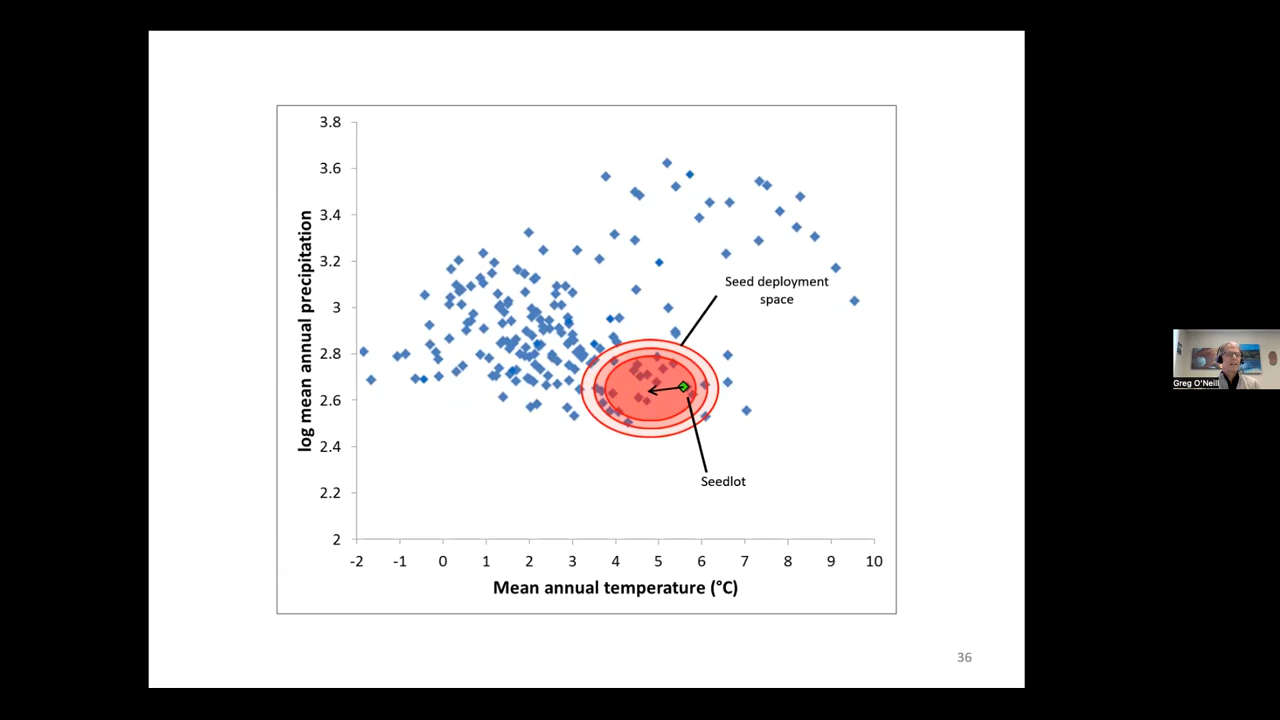 3.8
3.6
3.4
3.2
3
2.8
2.6
2.4
2.2
2
log mean annual precipitation
Seed deployment
space
Seedlot
-2 -1 0 1 2 3 4 5 6 7 8 9 10
Mean annual temperature (°C)
36
Greg O'Neill